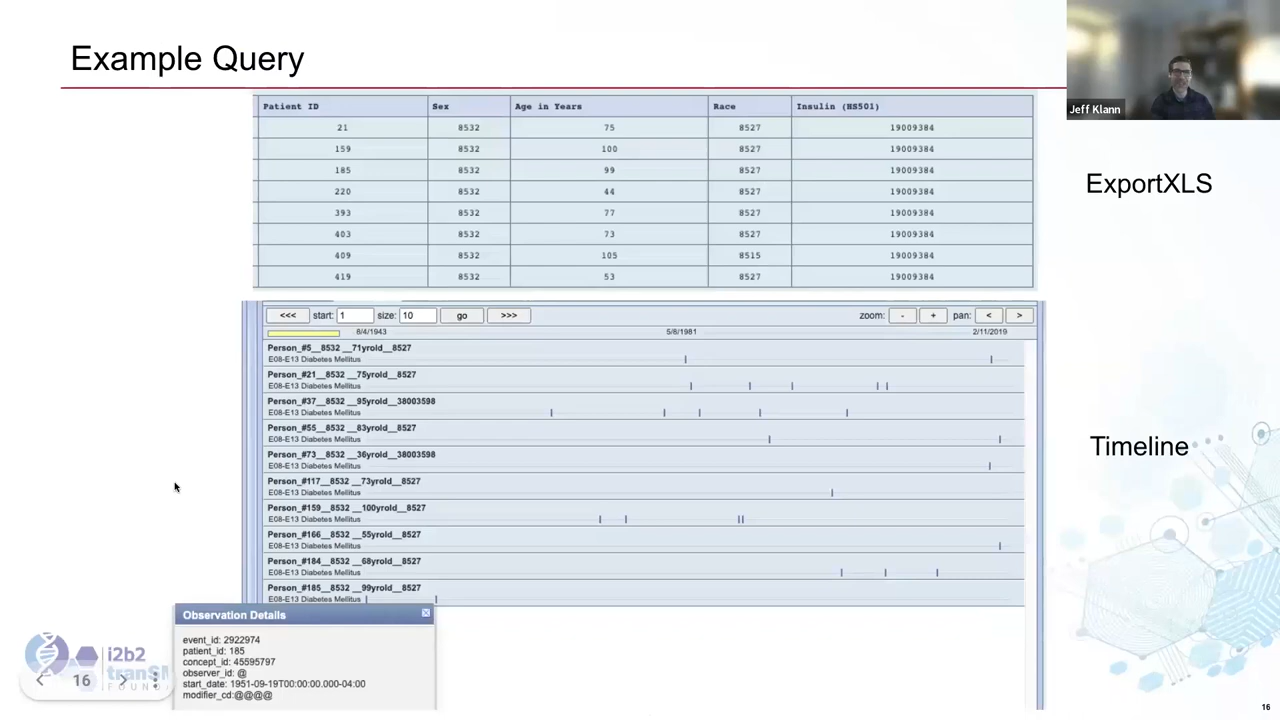 Example Query
Jeff Klann
Patient ID Sex Age in Years Race Insulin (HS501)
21 8532 75 8527 19009384
159 8532 100 8527 19009384
185 8532 99 8527 19009384
220 8532 44 8527 19009384
393 8532 77 8527 19009384
403 8532 73 8527 19009384
409 8532 105 8515 19009384
419 8532 53 8527 19009384
ExportXLS
<<< start: 1 size: 10 go >>> zoom: - + pan: < >
8/4/1943 5/8/1981 2/11/2019
Person_#5__8532 __71yrold__8527
E08-E13 Diabetes Mellitus
Person_#21__8532 __75yrold__8527
E08-E13 Diabetes Mellitus
Person_#37__8532 __95yrold__38003598
E08-E13 Diabetes Mellitus
Person_#55__8532 __83yrold__8527
E08-E13 Diabetes Mellitus
Person_#73__8532 __36yrold__38003598
E08-E13 Diabetes Mellitus
Person_#117__8532 __73yrold__8527
E08-E13 Diabetes Mellitus
Person_#159__8532 __100yrold__8527
E08-E13 Diabetes Mellitus
Person_#166__8532 __55yrold__8527
E08-E13 Diabetes Mellitus
Person_#184__8532 __68yrold__8527
E08-E13 Diabetes Mellitus
Person_#185__8532 __99yrold__8527
E08-E13 Diabetes Mellitus
Timeline
Observation Details
event_id: 2922974
patient_id: 185
concept_id: 45595797
observer_id: @
start_date: 1951-09-19T00:00:00.000-04:00
modifier_cd:@@@@
i2b2
16
16